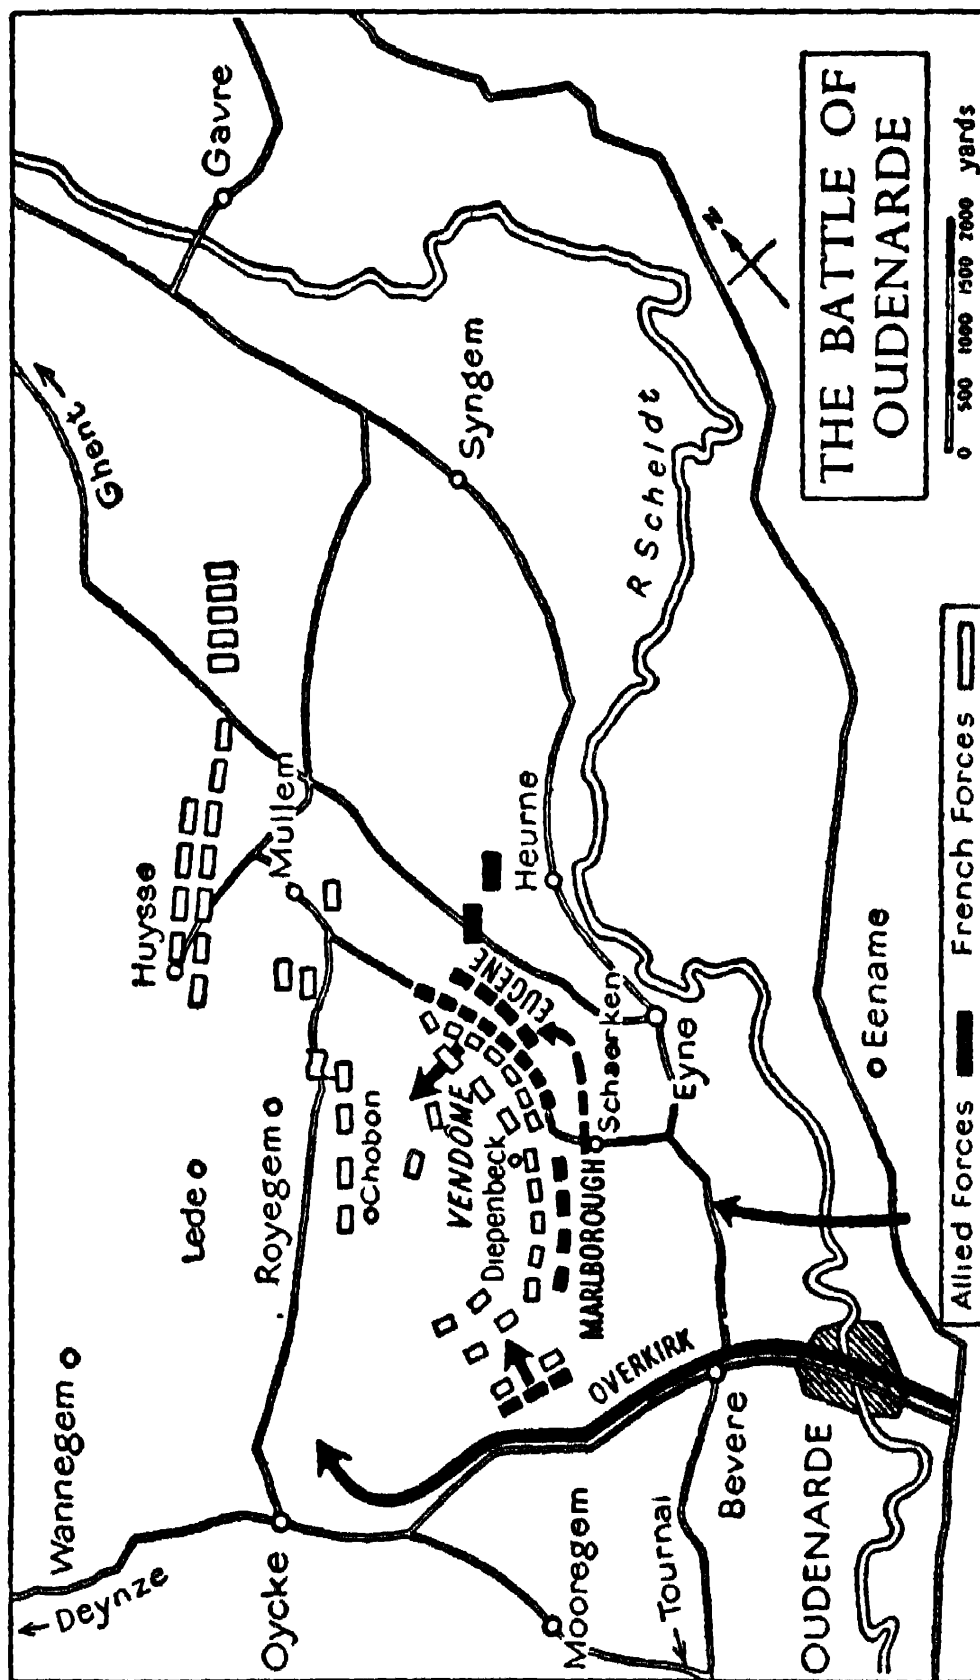 THE BATTLE OF
OUDENARDE
0 500 1000 1500 2000 yards
N
Allied Forces
French Forces
Deynze
Wannegem
Lede
Huysse
Ghent
Gavre
Oycke
Royegem
Chobon
Mullem
Syngem
VENDÔME
Diepenbeck
EUGENE
Heurne
R Scheldt
Mooregem
OVERKIRK
MARLBOROUGH
Schaerken
Eyne
Tournai
Bevere
OUDENARDE
Eename